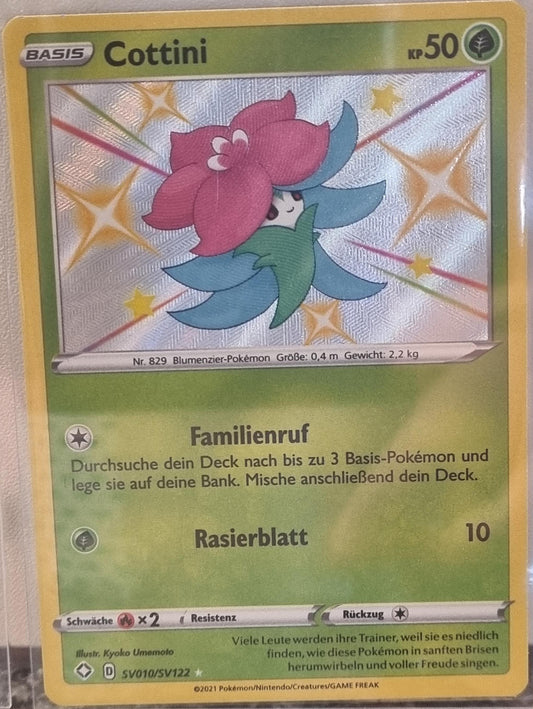 BASIS Cottini KP 50
Nr. 829 Blumenzier-Pokémon Größe: 0,4 m Gewicht: 2,2 kg
Familienruf
Durchsuche dein Deck nach bis zu 3 Basis-Pokémon und
lege sie auf deine Bank. Mische anschließend dein Deck.
Rasierblatt 10
Schwäche ×2 Resistenz Rückzug
Illustr. Kyoko Umemoto
D SV010/SV122
Viele Leute werden ihre Trainer, weil sie es niedlich
finden, wie diese Pokémon in sanften Brisen
herumwirbeln und voller Freude singen.
©2021 Pokémon/Nintendo/Creatures/GAME FREAK